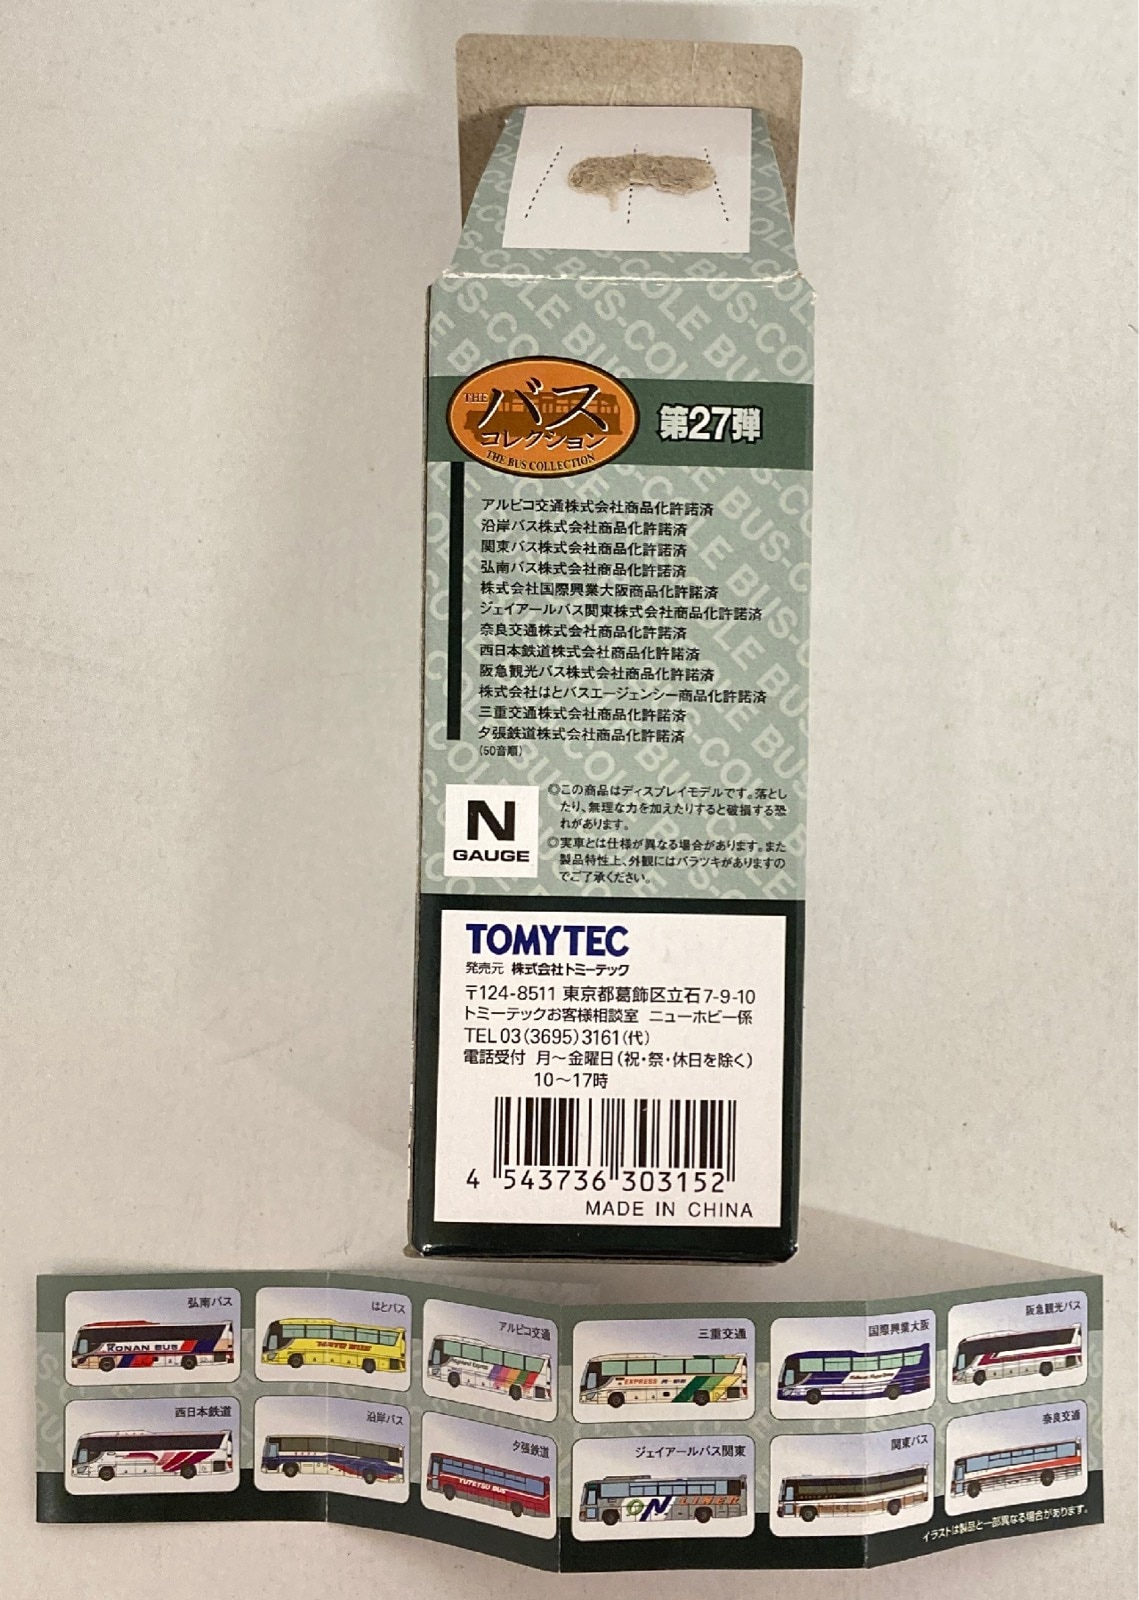 THE
バス
コレクション
THE BUS COLLECTION
第27弾
アルピコ交通株式会社商品化許諾済
沿岸バス株式会社商品化許諾済
関東バス株式会社商品化許諾済
弘南バス株式会社商品化許諾済
株式会社国際興業大阪商品化許諾済
ジェイアールバス関東株式会社商品化許諾済
奈良交通株式会社商品化許諾済
西日本鉄道株式会社商品化許諾済
阪急観光バス株式会社商品化許諾済
株式会社はとバスエージェンシー商品化許諾済
三重交通株式会社商品化許諾済
夕張鉄道株式会社商品化許諾済
(50音順)
N
GAUGE
◎この商品はディスプレイモデルです。落とし
たり、無理な力を加えたりすると破損する恐
れがあります。
◎実車とは仕様が異なる場合があります。また
製品特性上、外観にはバラツキがありますの
でご了承ください。
TOMYTEC
発売元 株式会社トミーテック
〒124-8511 東京都葛飾区立石7-9-10
トミーテックお客様相談室 ニューホビー係
TEL 03(3695)3161(代)
電話受付 月〜金曜日(祝・祭・休日を除く)
10〜17時
4 543736 303152
MADE IN CHINA
弘南バス
KONAN BUS
はとバス
HATO BUS
アルピコ交通
Highland Express
三重交通
EXPRESS
国際興業大阪
阪急観光バス
西日本鉄道
沿岸バス
夕張鉄道
YUTETSU BUS
ジェイアールバス関東
LINER
関東バス
奈良交通
イラストは製品と一部異なる場合があります。